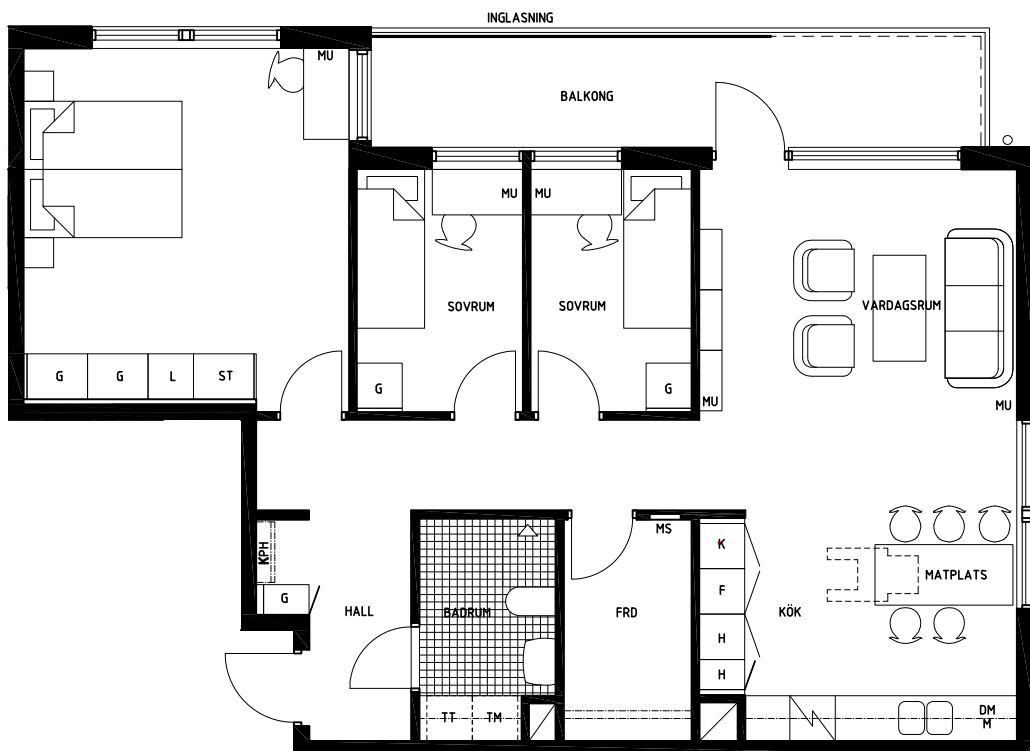 INGLASNING
MU
BALKONG
MU MU
SOVRUM SOVRUM VARDAGSRUM
G G L ST G G MU MU
MS
K
KPH
F MATPLATS
G HALL BADRUM FRD KÖK
H
H
TT TM DM
M